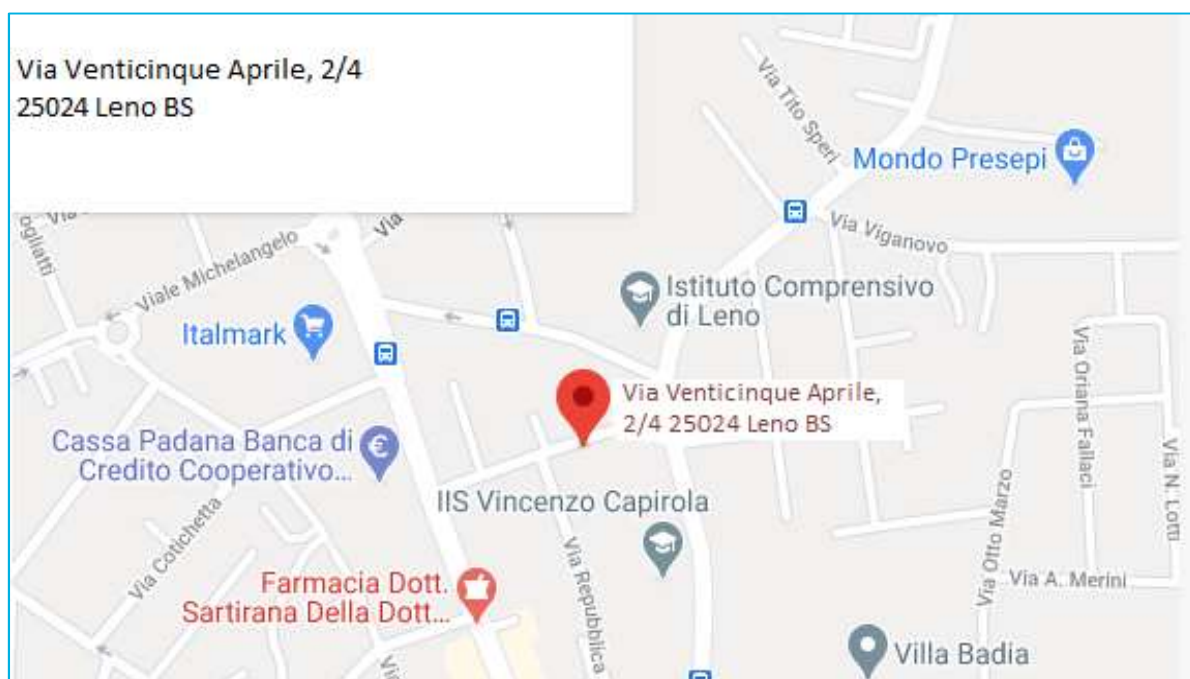 Via Venticinque Aprile, 2/4
25024 Leno BS
Via Tito Speri
Mondo Presepi
Via Viganovo
Via
ogliatti
Viale Michelangelo
Istituto Comprensivo
di Leno
Italmark
Via Venticinque Aprile,
2/4 25024 Leno BS
Via Oriana Fallaci
Via N. Lotti
Cassa Padana Banca di
Credito Cooperativo...
IIS Vincenzo Capirola
Via Cotichetta
Via Otto Marzo
Via Repubblica
Via A. Merini
Farmacia Dott.
Sartirana Della Dott...
Villa Badia